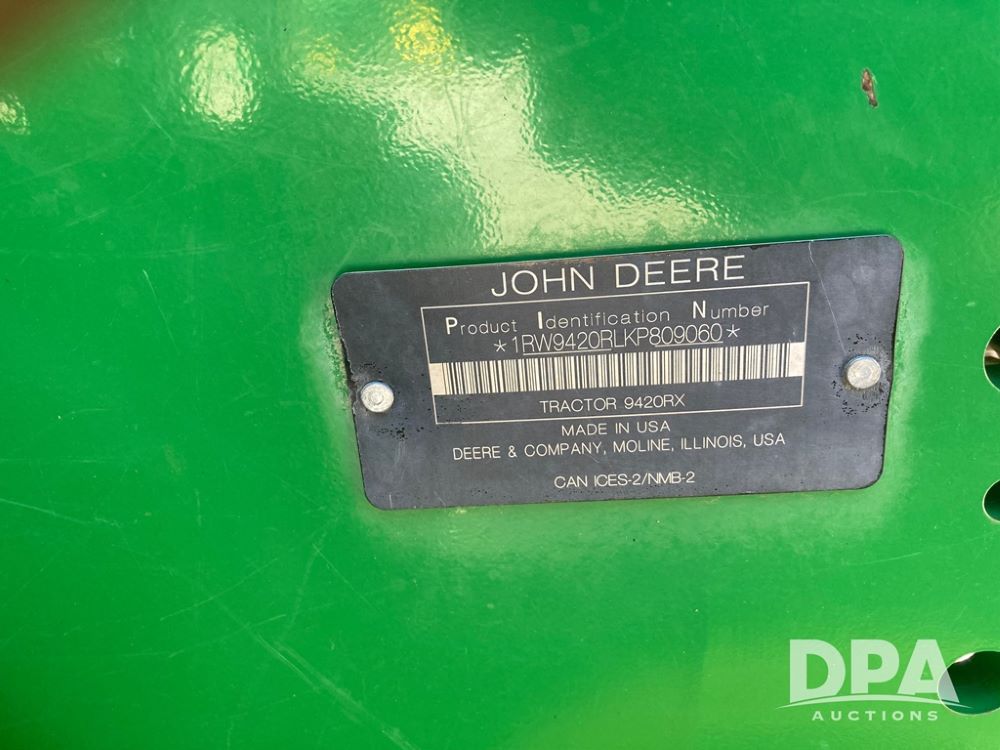 JOHN DEERE
Product Identification Number
*1RW9420RLKP809060*
TRACTOR 9420RX
MADE IN USA
DEERE & COMPANY, MOLINE, ILLINOIS, USA
CAN ICES-2/NMB-2
DPA
AUCTIONS